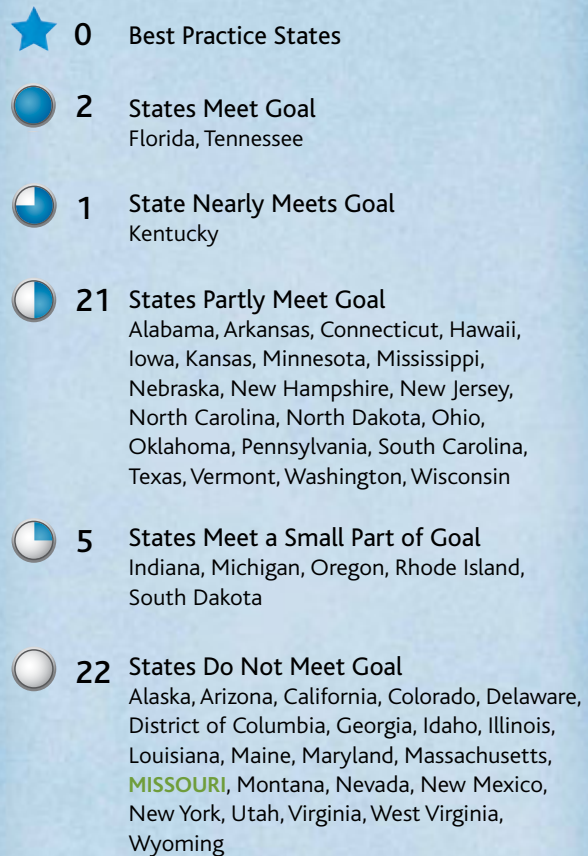 0 Best Practice States
2 States Meet Goal
Florida, Tennessee
1 State Nearly Meets Goal
Kentucky
21 States Partly Meet Goal
Alabama, Arkansas, Connecticut, Hawaii,
Iowa, Kansas, Minnesota, Mississippi,
Nebraska, New Hampshire, New Jersey,
North Carolina, North Dakota, Ohio,
Oklahoma, Pennsylvania, South Carolina,
Texas, Vermont, Washington, Wisconsin
5 States Meet a Small Part of Goal
Indiana, Michigan, Oregon, Rhode Island,
South Dakota
22 States Do Not Meet Goal
Alaska, Arizona, California, Colorado, Delaware,
District of Columbia, Georgia, Idaho, Illinois,
Louisiana, Maine, Maryland, Massachusetts,
MISSOURI, Montana, Nevada, New Mexico,
New York, Utah, Virginia, West Virginia,
Wyoming